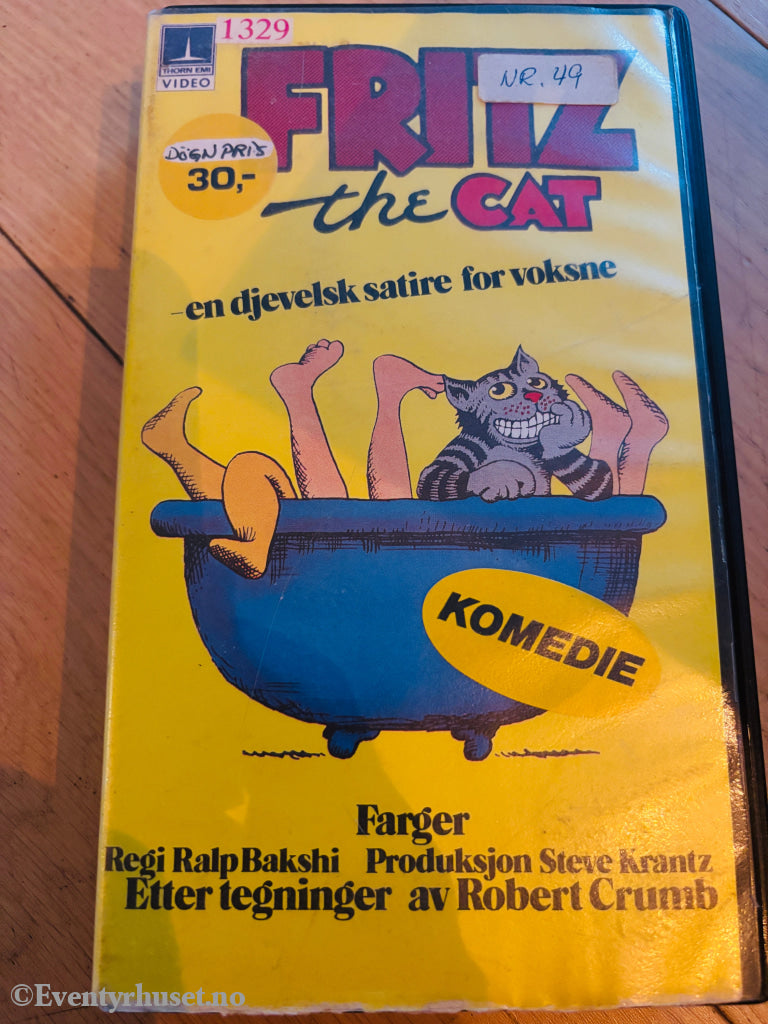 1329
THORN EMI
VIDEO
NR. 49
FRITZ
DØGN PRIS
30,-
the CAT
-en djevelsk satire for voksne
KOMEDIE
Farger
Regi Ralp Bakshi Produksjon Steve Krantz
Etter tegninger av Robert Crumb
©Eventyrhuset.no